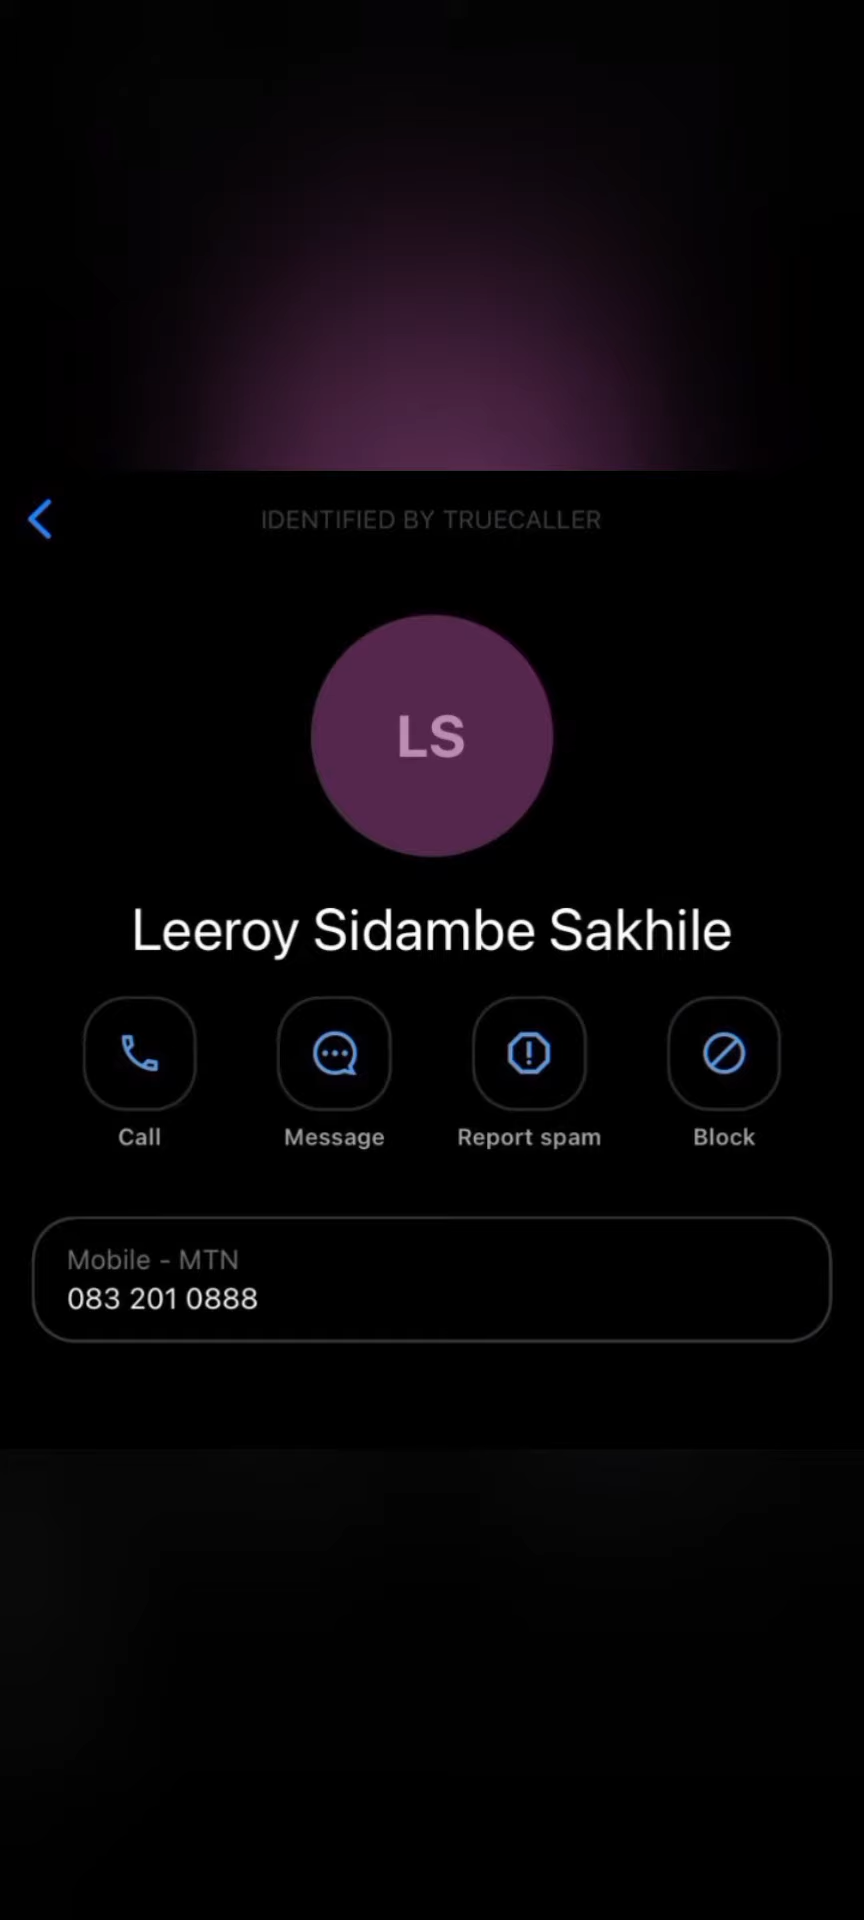 IDENTIFIED BY TRUECALLER
LS
Leeroy Sidambe Sakhile
Call
Message
Report spam
Block
Mobile - MTN
083 201 0888